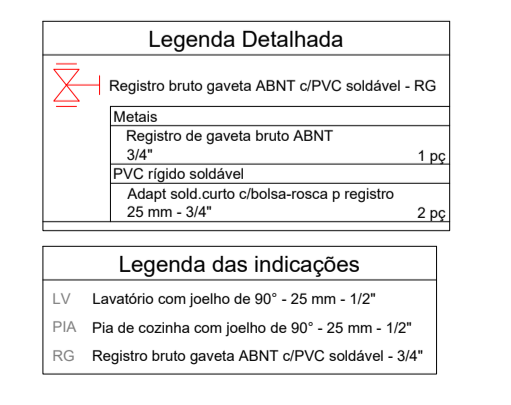 Legenda Detalhada
Registro bruto gaveta ABNT c/PVC soldável - RG
Metais
Registro de gaveta bruto ABNT
3/4" 1 pç
PVC rígido soldável
Adapt sold.curto c/bolsa-rosca p registro
25 mm - 3/4" 2 pç
Legenda das indicações
LV Lavatório com joelho de 90° - 25 mm - 1/2"
PIA Pia de cozinha com joelho de 90° - 25 mm - 1/2"
RG Registro bruto gaveta ABNT c/PVC soldável - 3/4"